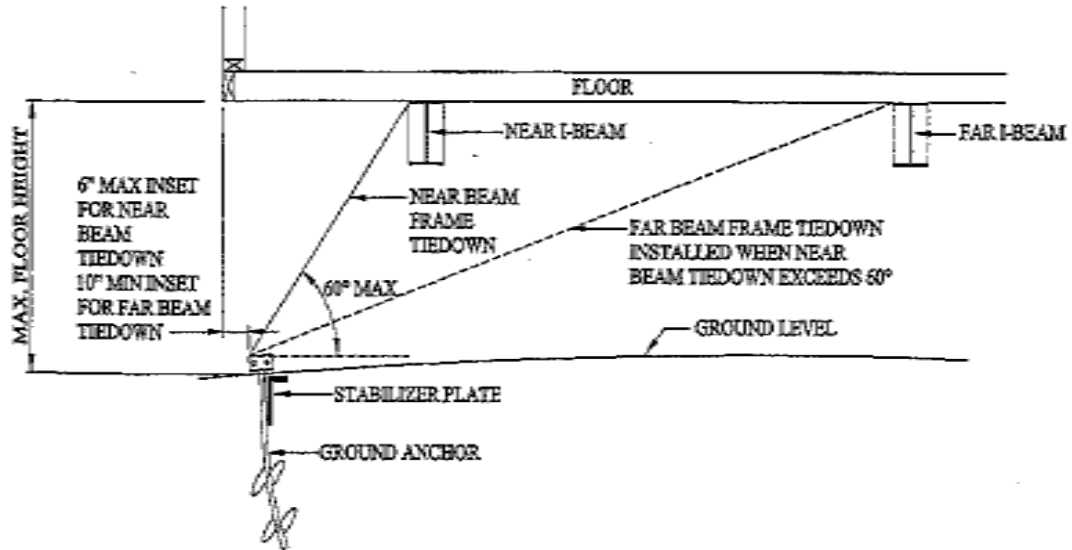 FLOOR
NEAR I-BEAM
FAR I-BEAM
MAX FLOOR HEIGHT
6" MAX INSET
FOR NEAR
BEAM
TIEDOWN
10" MIN INSET
FOR FAR BEAM
TIEDOWN
NEAR BEAM
FRAME
TIEDOWN
FAR BEAM FRAME TIEDOWN
INSTALLED WHEN NEAR
BEAM TIEDOWN EXCEEDS 60°
60° MAX
GROUND LEVEL
STABILIZER PLATE
GROUND ANCHOR